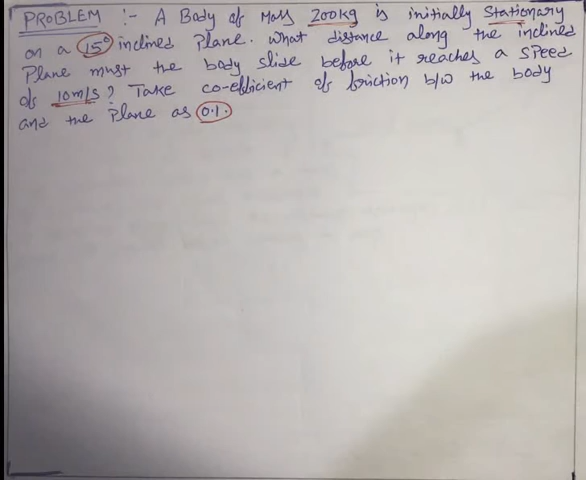 PROBLEM :- A Body of Mass 200kg is initially Stationary
on a 15° inclined Plane. What distance along the inclined
Plane must the body slide before it reaches a speed
of 10m/s? Take co-efficient of friction b/w the body
and the Plane as 0.1.